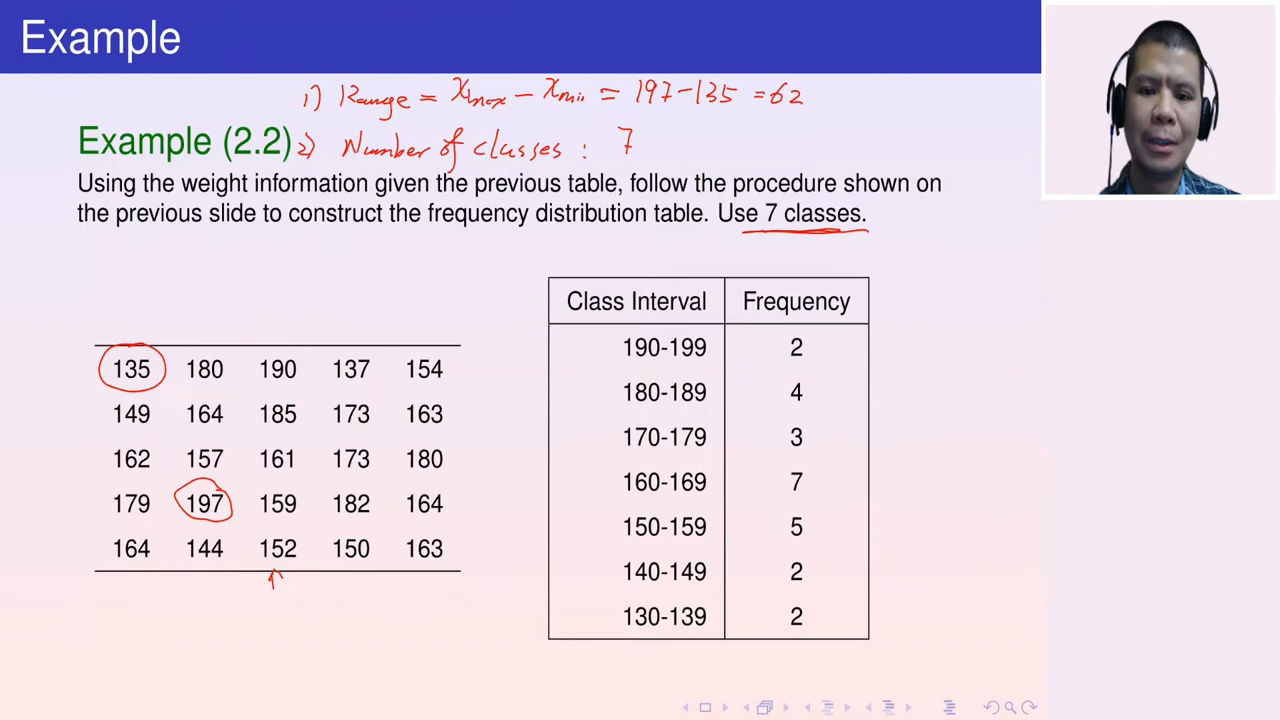 Example
1) Range = Xmax - Xmin = 197-135 = 62
Example (2.2)
2) Number of classes : 7
Using the weight information given the previous table, follow the procedure shown on
the previous slide to construct the frequency distribution table. Use 7 classes.
135 180 190 137 154
149 164 185 173 163
162 157 161 173 180
179 197 159 182 164
164 144 152 150 163
Class Interval Frequency
190-199 2
180-189 4
170-179 3
160-169 7
150-159 5
140-149 2
130-139 2